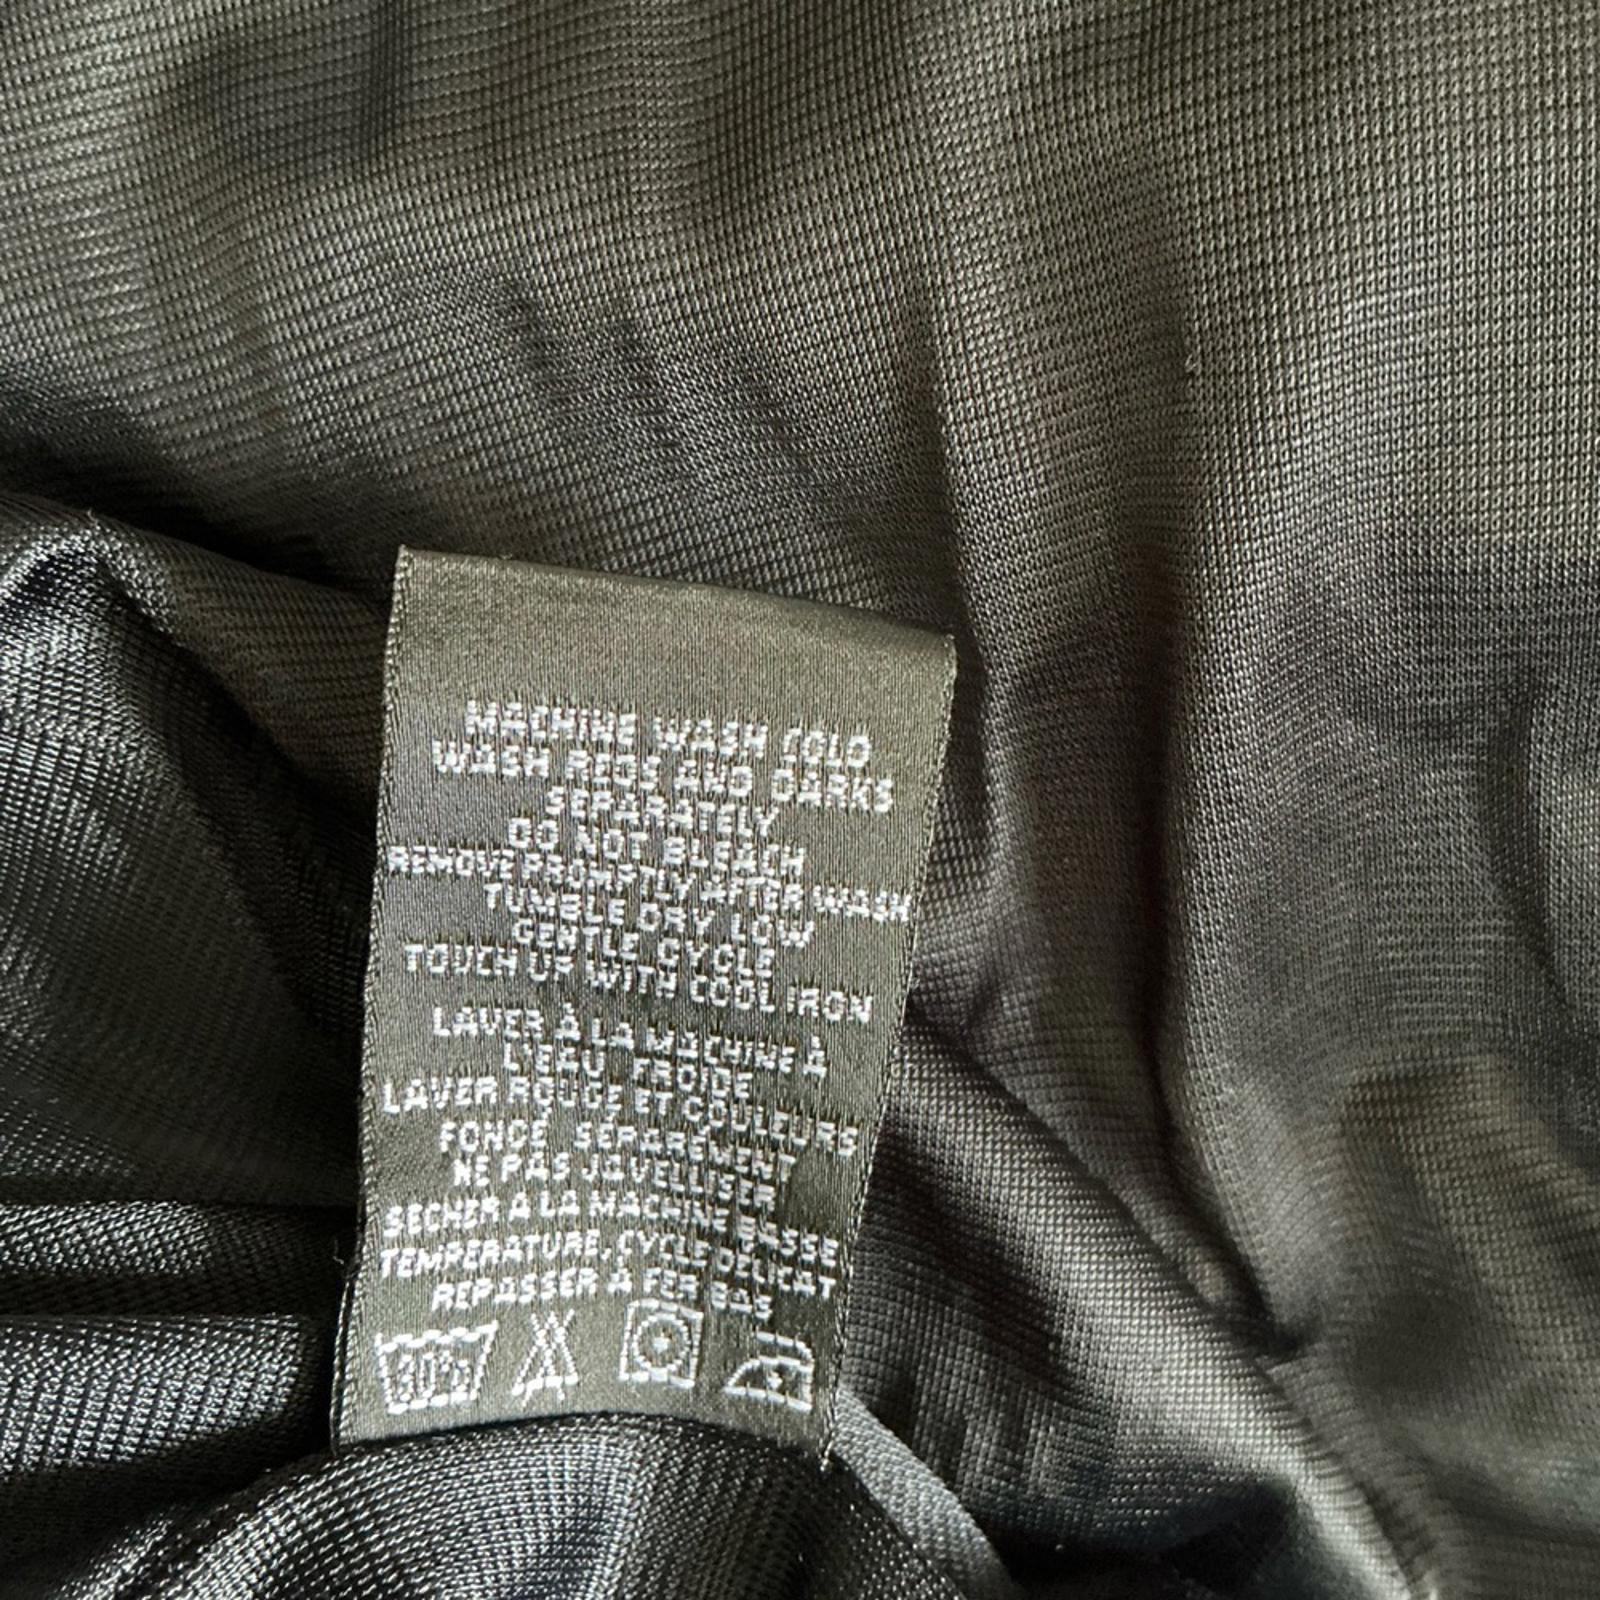 MACHINE WASH COLD
WASH REDS AND DARKS
SEPARATELY
DO NOT BLEACH
REMOVE PROMPTLY AFTER WASH
TUMBLE DRY LOW
GENTLE CYCLE
TOUCH UP WITH COOL IRON
LAVER À LA MACHINE À
L'EAU FROIDE
LAVER ROUGE ET COULEURS
FONCÉ SÉPARÉMENT
NE PAS JAVELLISER
SECHER A LA MACHINE BASSE
TEMPERATURE, CYCLE DELICAT
REPASSER À FER BAS